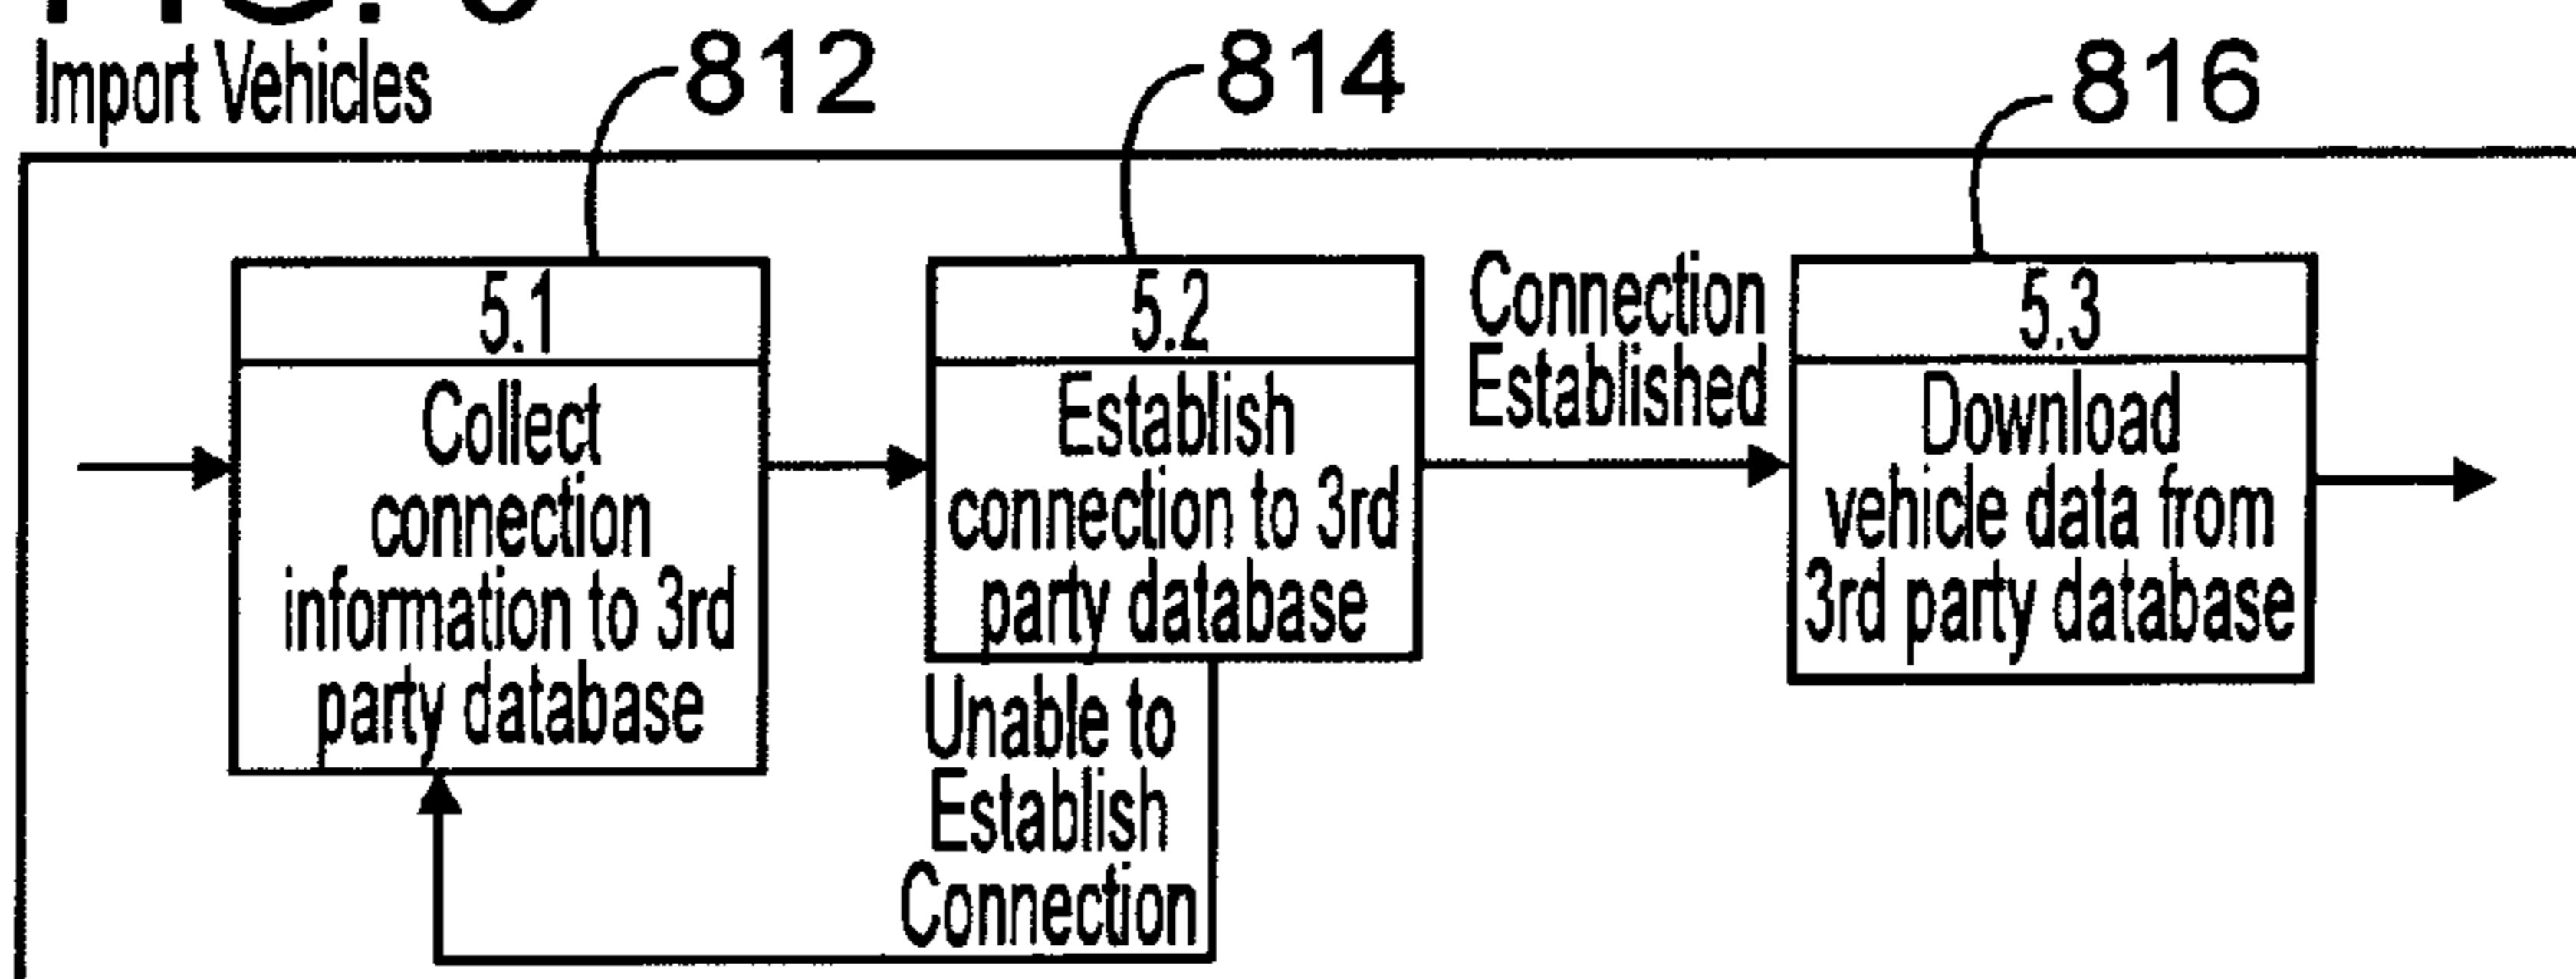 Import Vehicles
812
814
816
5.1
Collect
connection
information to 3rd
party database
5.2
Establish
connection to 3rd
party database
Connection
Established
5.3
Download
vehicle data from
3rd party database
Unable to
Establish
Connection